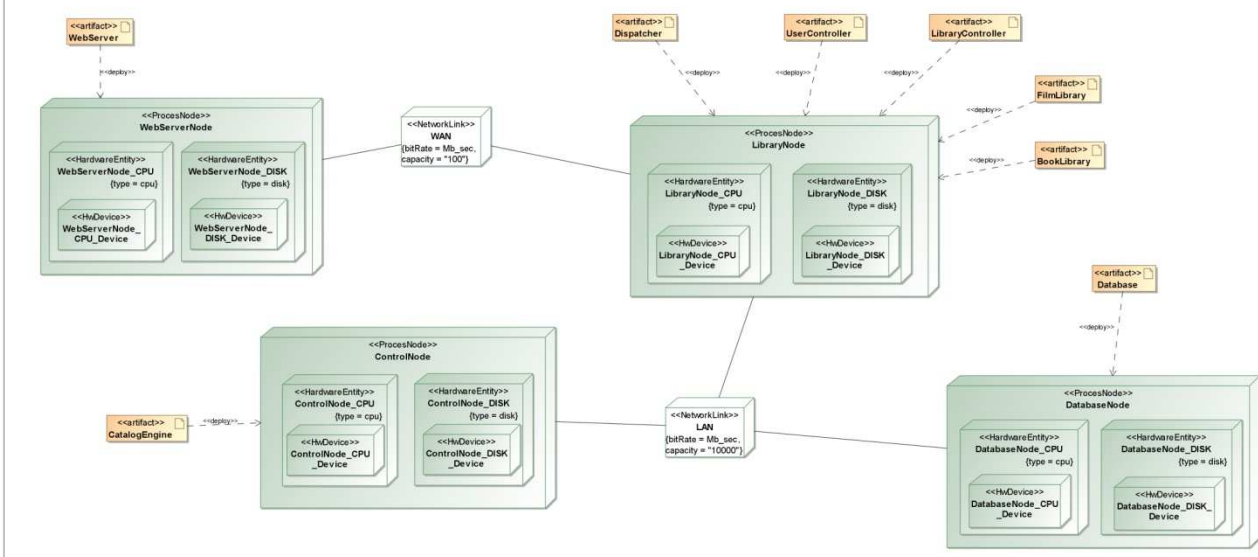 <<artifact>>
WebServer
<<deploy>>
<<artifact>>
Dispatcher
<<artifact>>
UserController
<<artifact>>
LibraryController
<<deploy>>
<<deploy>>
<<deploy>>
<<artifact>>
FilmLibrary
<<deploy>>
<<artifact>>
BookLibrary
<<deploy>>
<<ProcesNode>>
WebServerNode
<<HardwareEntity>>
WebServerNode_CPU
{type = cpu}
<<HwDevice>>
WebServerNode_
CPU_Device
<<HardwareEntity>>
WebServerNode_DISK
{type = disk}
<<HwDevice>>
WebServerNode_
DISK_Device
<<NetworkLink>>
WAN
{bitRate = Mb_sec,
capacity = "100"}
<<ProcesNode>>
LibraryNode
<<HardwareEntity>>
LibraryNode_CPU
{type = cpu}
<<HwDevice>>
LibraryNode_CPU
_Device
<<HardwareEntity>>
LibraryNode_DISK
{type = disk}
<<HwDevice>>
LibraryNode_DISK
_Device
<<artifact>>
Database
<<deploy>>
<<artifact>>
CatalogEngine
<<deploy>>
<<ProcesNode>>
ControlNode
<<HardwareEntity>>
ControlNode_CPU
{type = cpu}
<<HwDevice>>
ControlNode_CPU
_Device
<<HardwareEntity>>
ControlNode_DISK
{type = disk}
<<HwDevice>>
ControlNode_DISK
_Device
<<NetworkLink>>
LAN
{bitRate = Mb_sec,
capacity = "10000"}
<<ProcesNode>>
DatabaseNode
<<HardwareEntity>>
DatabaseNode_CPU
{type = cpu}
<<HwDevice>>
DatabaseNode_CPU
_Device
<<HardwareEntity>>
DatabaseNode_DISK
{type = disk}
<<HwDevice>>
DatabaseNode_DISK_
Device